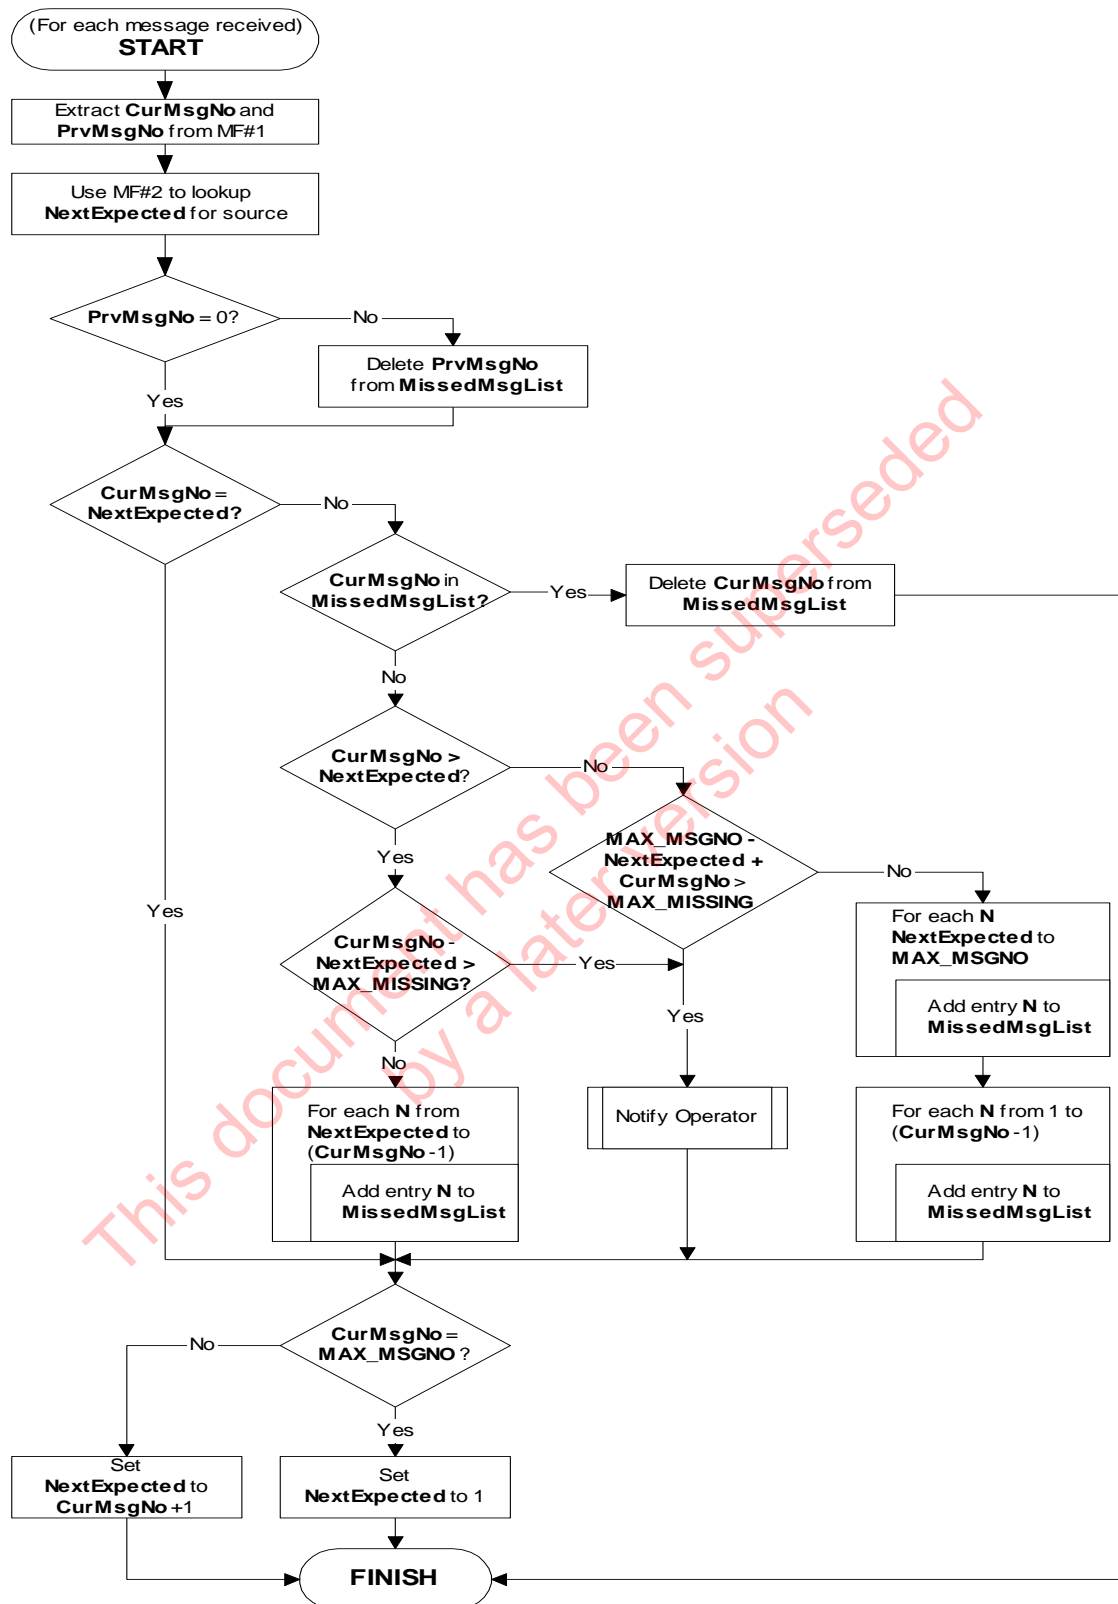 (For each message received)
START
Extract CurMsgNo and
PrvMsgNo from MF#1
Use MF#2 to lookup
NextExpected for source
PrvMsgNo = 0?
No
Delete PrvMsgNo
from MissedMsgList
Yes
CurMsgNo =
NextExpected?
No
CurMsgNo in
MissedMsgList?
Yes
Delete CurMsgNo from
MissedMsgList
No
CurMsgNo >
NextExpected?
No
MAX_MSGNO -
NextExpected +
CurMsgNo >
MAX_MISSING
Yes
No
Yes
CurMsgNo -
NextExpected >
MAX_MISSING?
Yes
For each N
NextExpected to
MAX_MSGNO
Add entry N to
MissedMsgList
Yes
No
For each N from
NextExpected to
(CurMsgNo -1)
Add entry N to
MissedMsgList
Notify Operator
For each N from 1 to
(CurMsgNo -1)
Add entry N to
MissedMsgList
CurMsgNo =
MAX_MSGNO ?
No
Yes
Set
NextExpected to
CurMsgNo +1
Set
NextExpected to 1
FINISH
This document has been superseded
by a later version